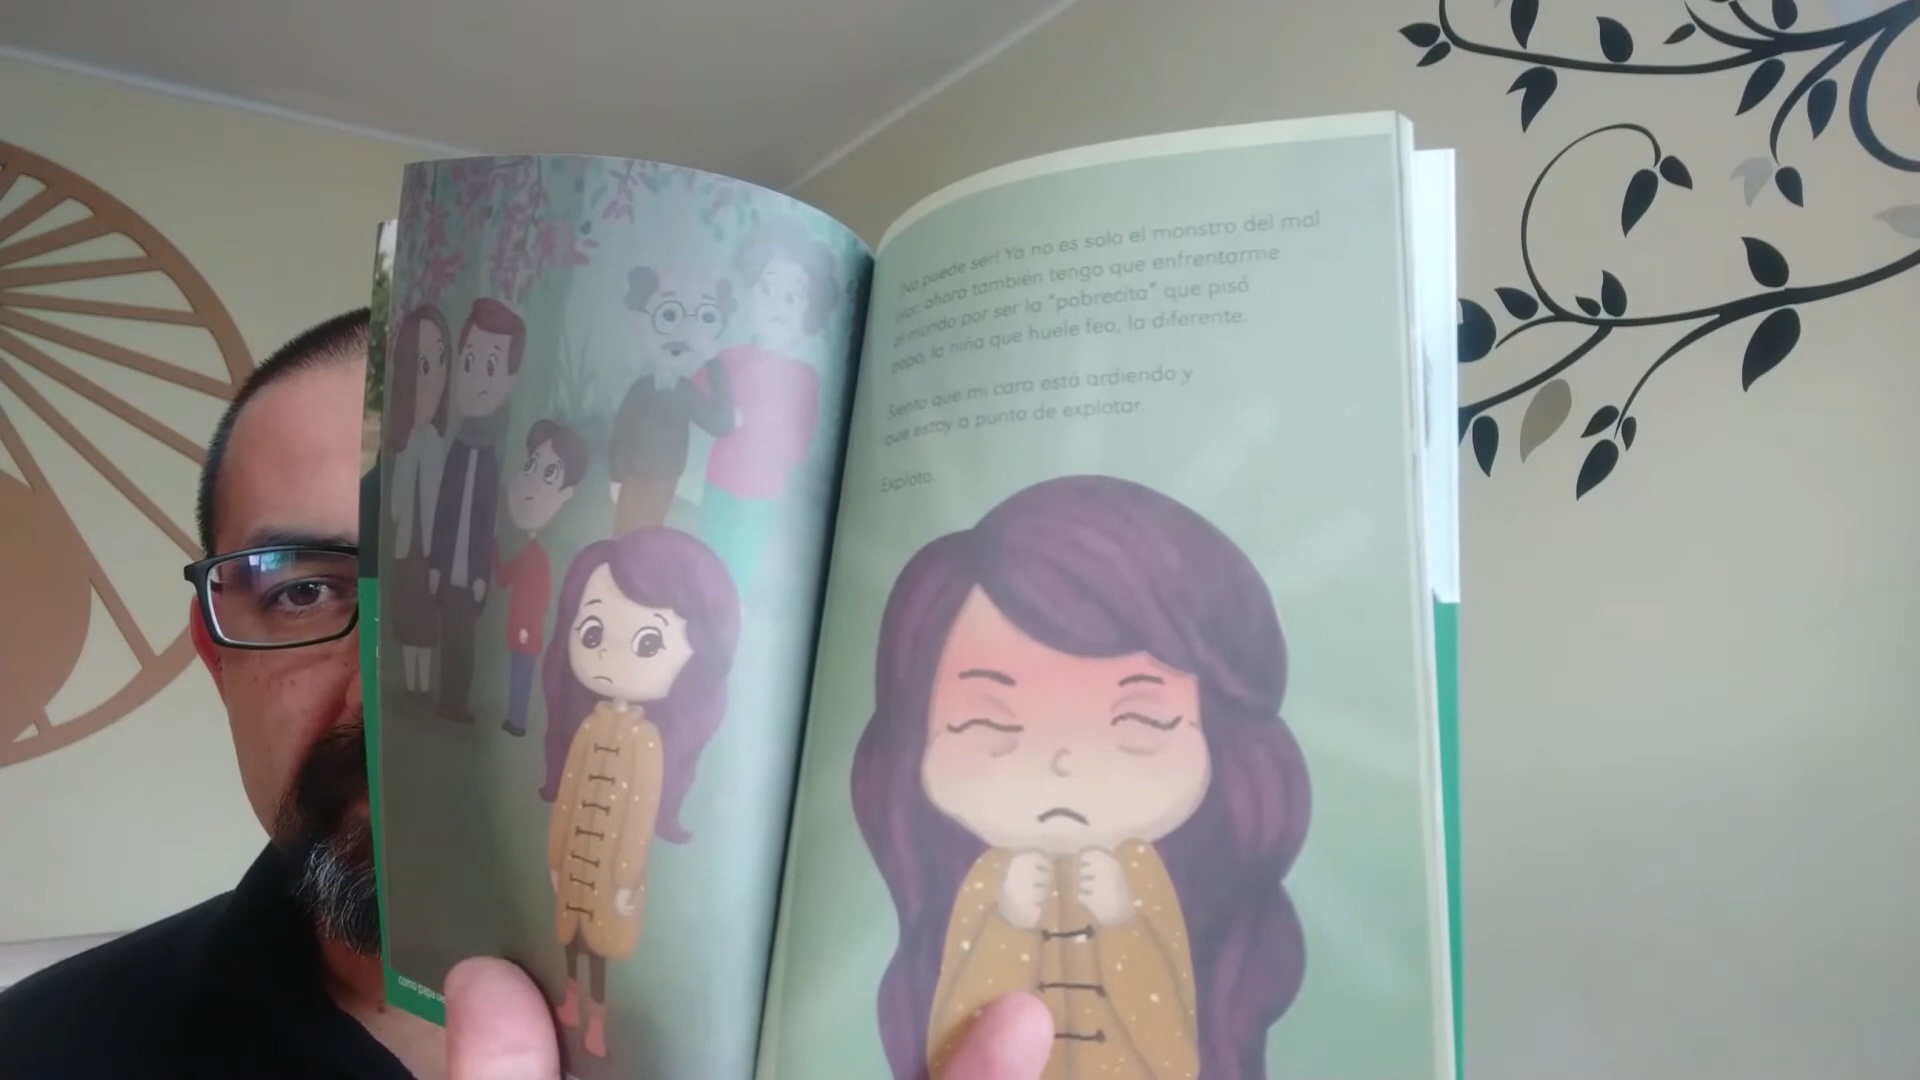 como papá
¡No puede ser! Ya no es solo el monstro del mal
olor, ahora también tengo que enfrentarme
al mundo por ser la "pobrecita" que pisó
popó, la niña que huele feo, la diferente.
Siento que mi cara está ardiendo y
que estoy a punto de explotar.
Exploto.